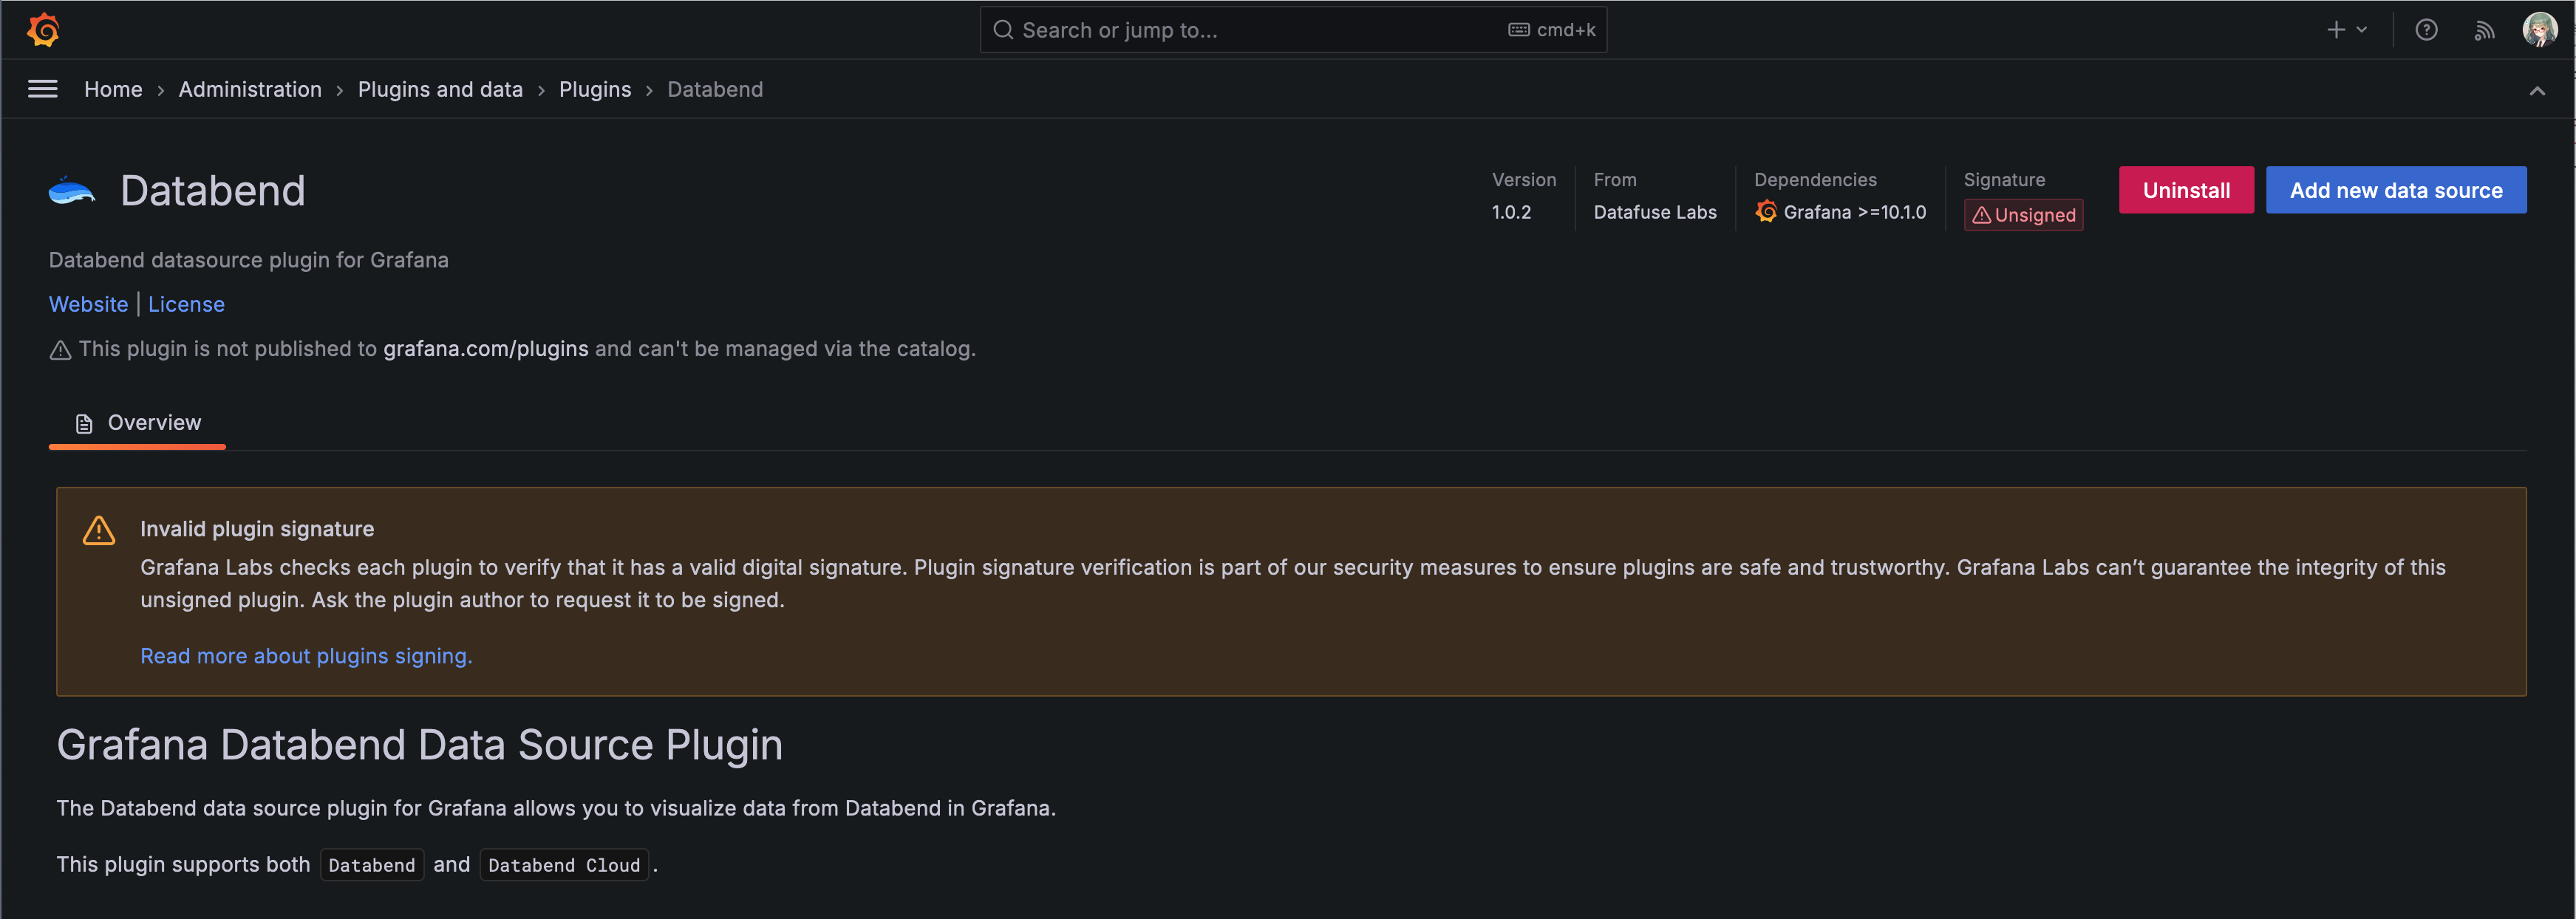 Search or jump to... cmd+k
Home › Administration › Plugins and data › Plugins › Databend
Databend
Version
1.0.2
From
Datafuse Labs
Dependencies
Grafana >=10.1.0
Signature
Unsigned
Uninstall
Add new data source
Databend datasource plugin for Grafana
Website | License
This plugin is not published to grafana.com/plugins and can't be managed via the catalog.
Overview
Invalid plugin signature
Grafana Labs checks each plugin to verify that it has a valid digital signature. Plugin signature verification is part of our security measures to ensure plugins are safe and trustworthy. Grafana Labs can’t guarantee the integrity of this
unsigned plugin. Ask the plugin author to request it to be signed.
Read more about plugins signing.
Grafana Databend Data Source Plugin
The Databend data source plugin for Grafana allows you to visualize data from Databend in Grafana.
This plugin supports both Databend and Databend Cloud.